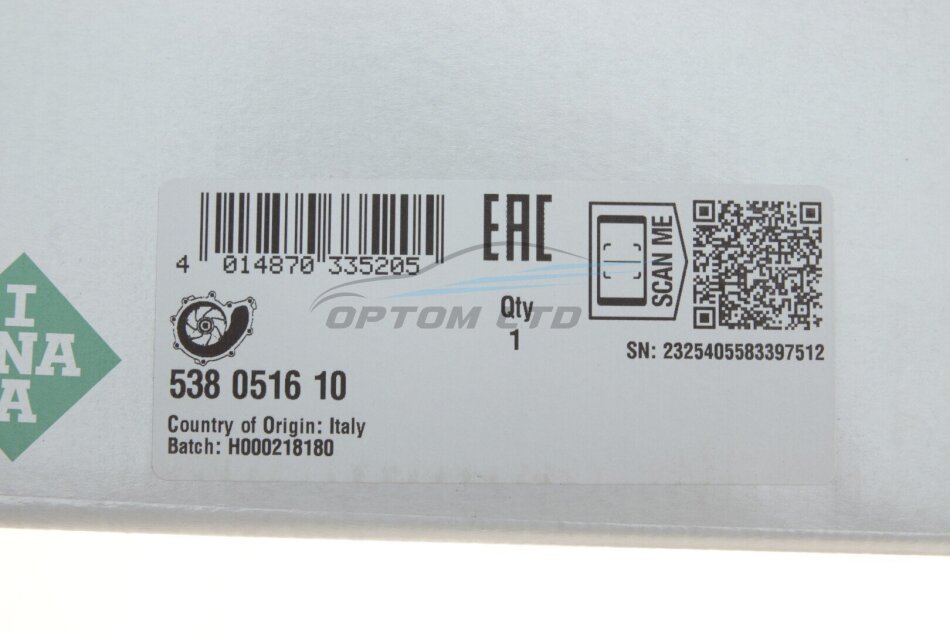 4 014870 335205
EAC
SCAN ME
Qty
1
OPTOM LTD
SN: 2325405583397512
538 0516 10
Country of Origin: Italy
Batch: H000218180
I
NA
A